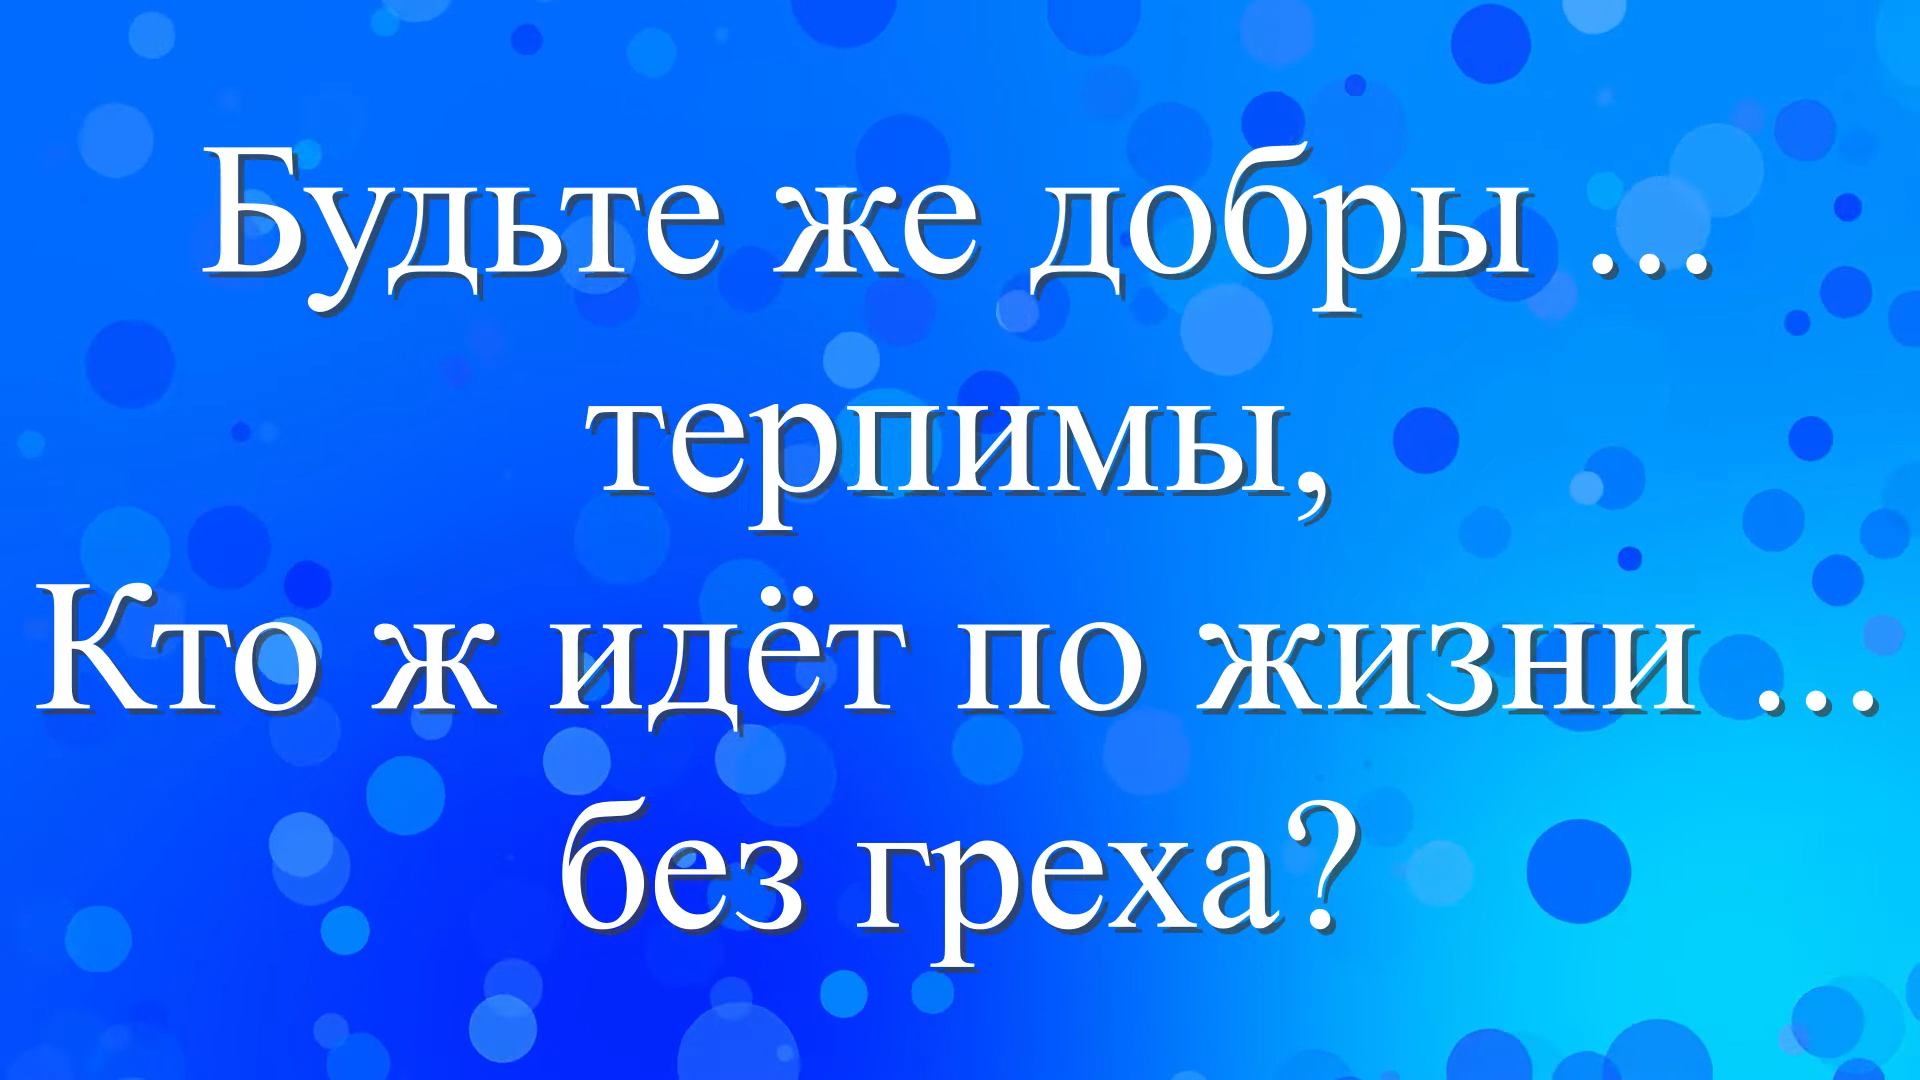 Будьте же добры ...
терпимы,
Кто ж идёт по жизни ...
без греха?